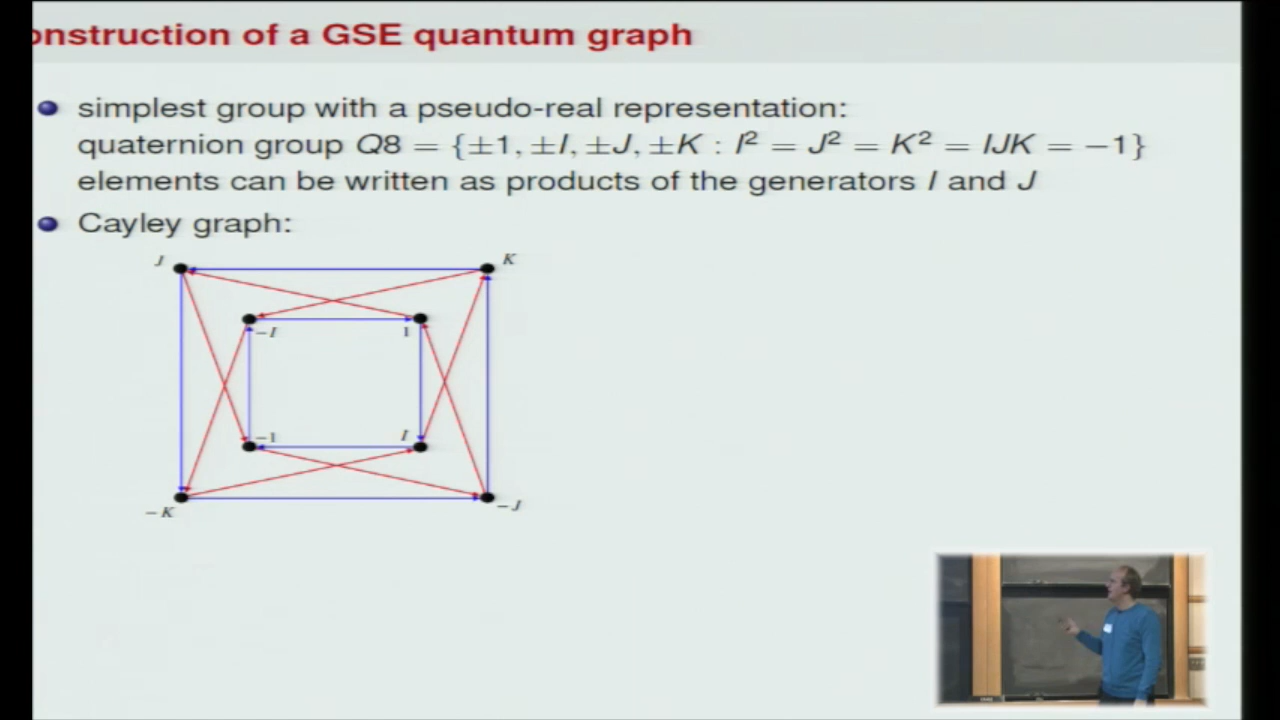 onstruction of a GSE quantum graph
simplest group with a pseudo-real representation:
quaternion group Q8 = {±1, ±I, ±J, ±K : I² = J² = K² = IJK = −1}
elements can be written as products of the generators I and J
Cayley graph:
J
K
−I
1
−1
I
−K
−J